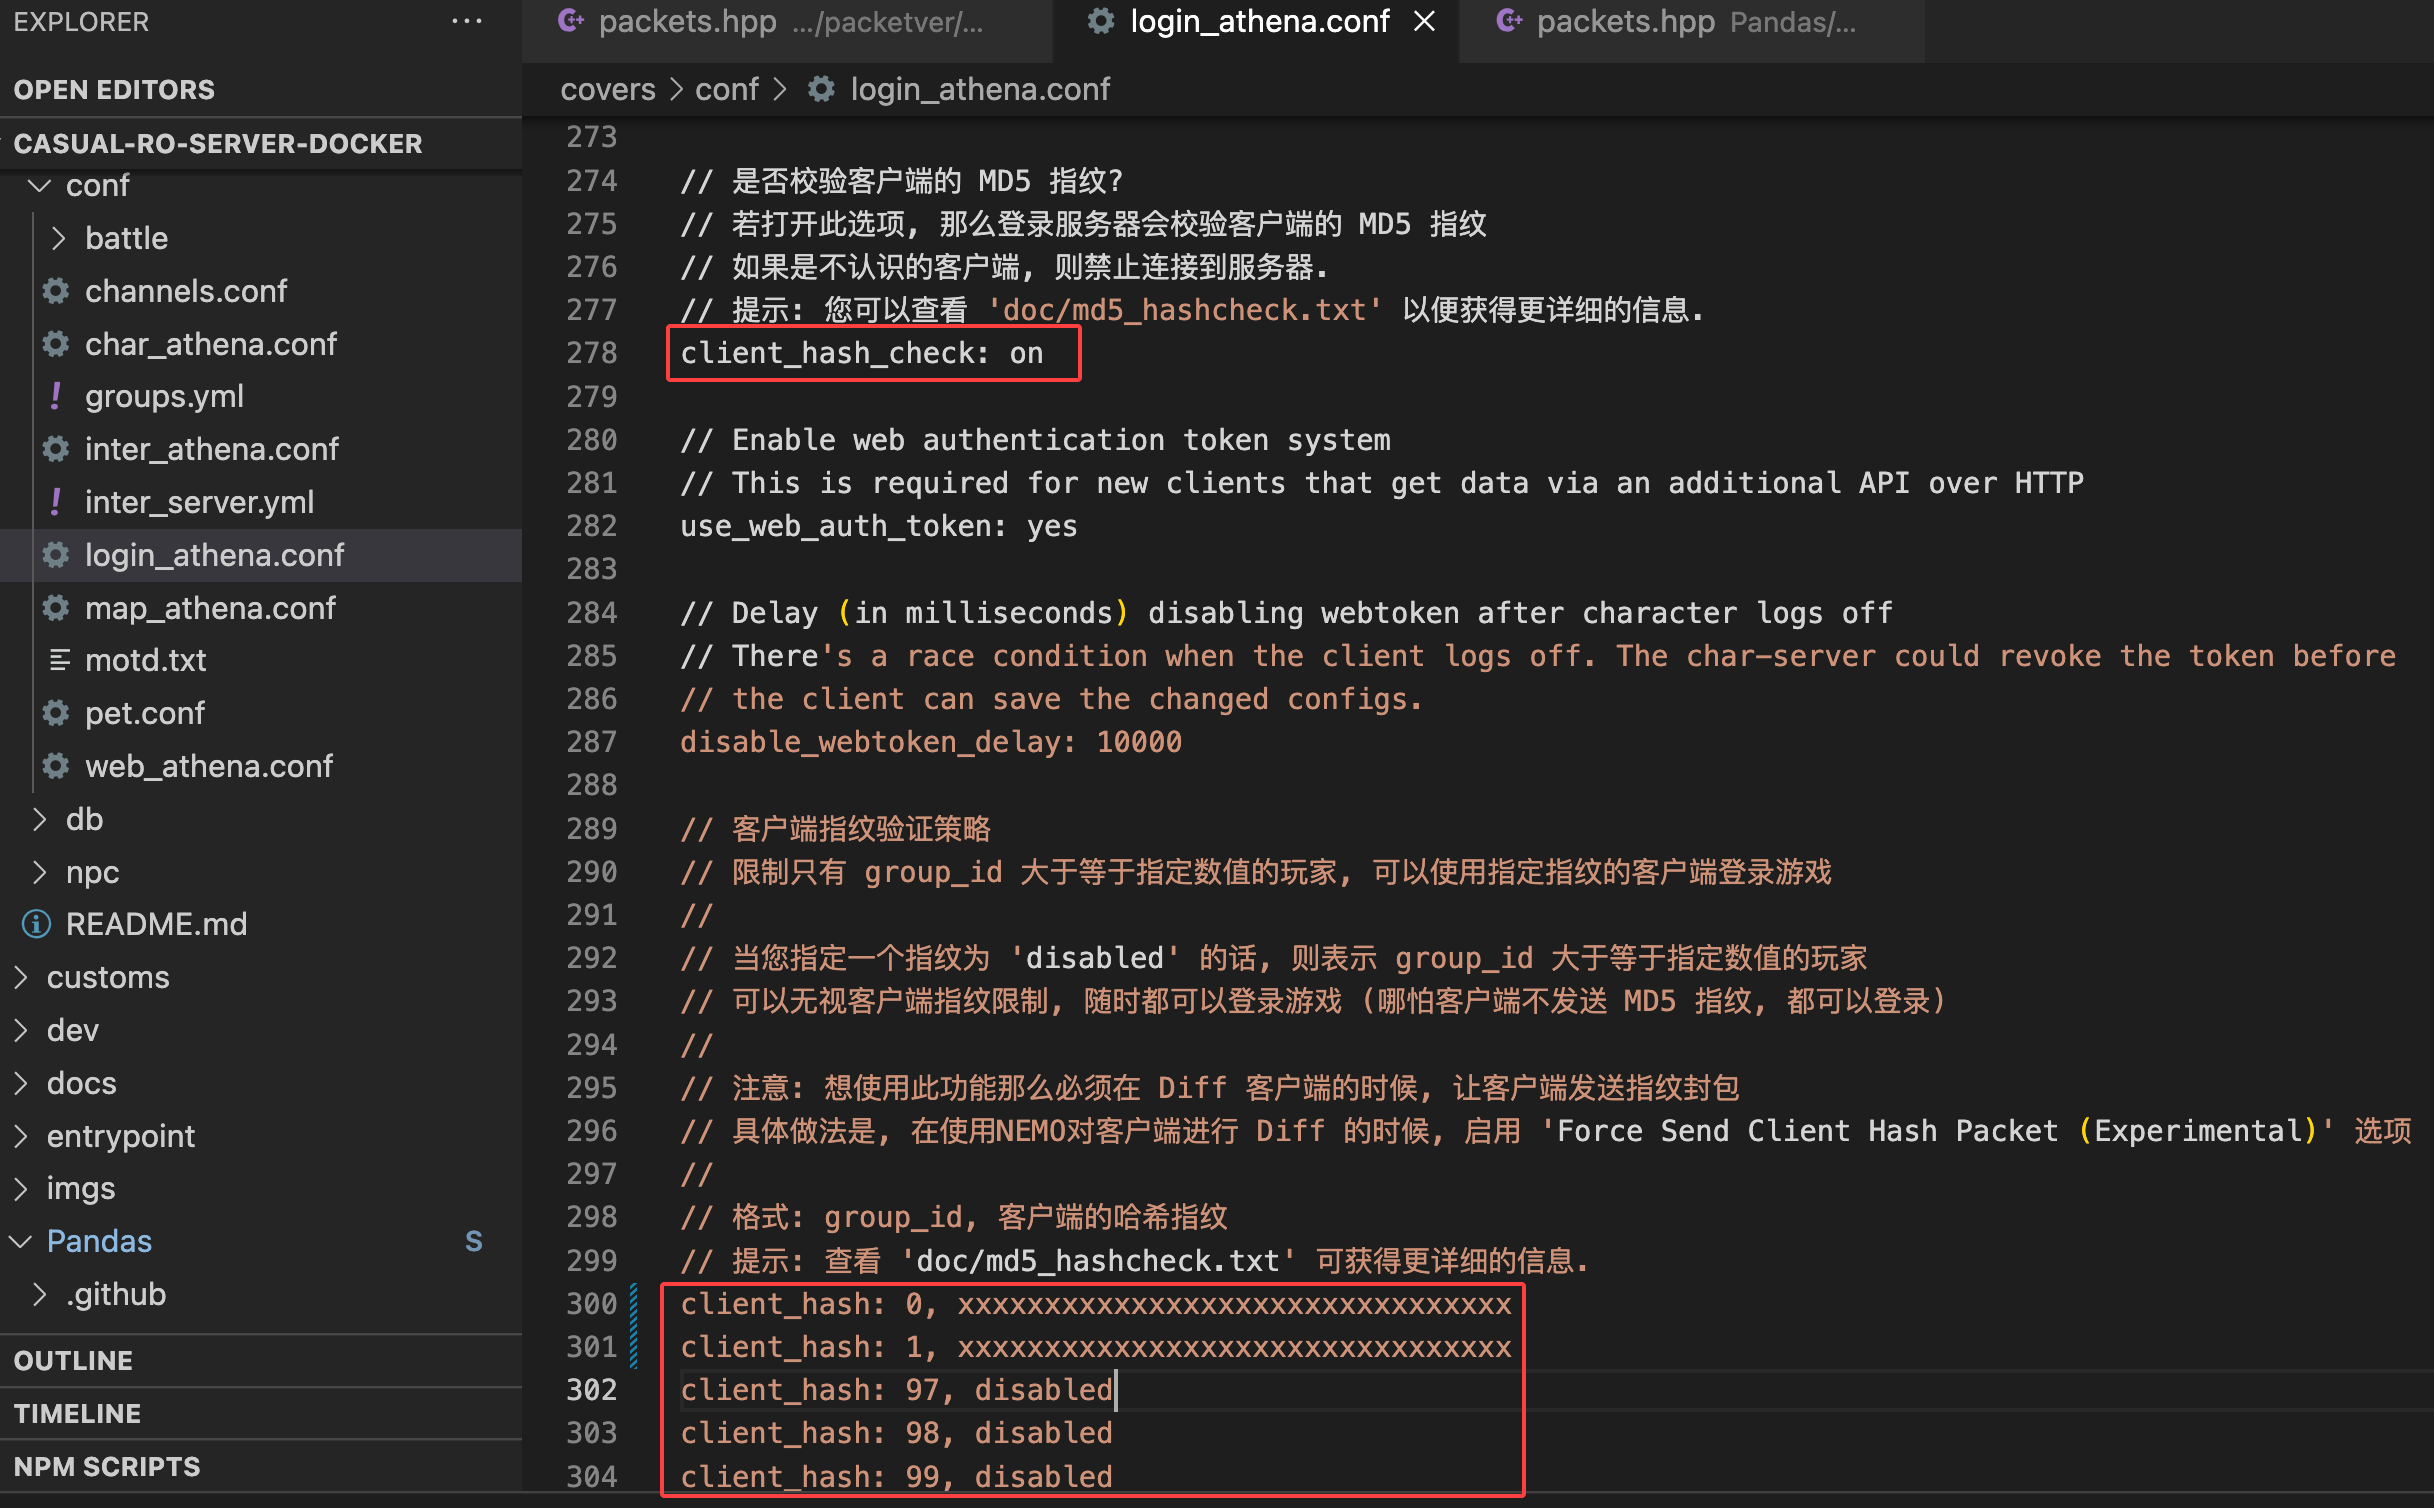 EXPLORER
···
OPEN EDITORS
CASUAL-RO-SERVER-DOCKER
conf
battle
channels.conf
char_athena.conf
! groups.yml
inter_athena.conf
! inter_server.yml
login_athena.conf
map_athena.conf
motd.txt
pet.conf
web_athena.conf
db
npc
README.md
customs
dev
docs
entrypoint
imgs
Pandas S
.github
OUTLINE
TIMELINE
NPM SCRIPTS
packets.hpp .../packetver/...
login_athena.conf
packets.hpp Pandas/...
covers > conf > login_athena.conf
273
274 // 是否校验客户端的 MD5 指纹?
275 // 若打开此选项, 那么登录服务器会校验客户端的 MD5 指纹
276 // 如果是不认识的客户端, 则禁止连接到服务器.
277 // 提示: 您可以查看 'doc/md5_hashcheck.txt' 以便获得更详细的信息.
278 client_hash_check: on
279
280 // Enable web authentication token system
281 // This is required for new clients that get data via an additional API over HTTP
282 use_web_auth_token: yes
283
284 // Delay (in milliseconds) disabling webtoken after character logs off
285 // There's a race condition when the client logs off. The char-server could revoke the token before
286 // the client can save the changed configs.
287 disable_webtoken_delay: 10000
288
289 // 客户端指纹验证策略
290 // 限制只有 group_id 大于等于指定数值的玩家, 可以使用指定指纹的客户端登录游戏
291 //
292 // 当您指定一个指纹为 'disabled' 的话, 则表示 group_id 大于等于指定数值的玩家
293 // 可以无视客户端指纹限制, 随时都可以登录游戏 (哪怕客户端不发送 MD5 指纹, 都可以登录)
294 //
295 // 注意: 想使用此功能那么必须在 Diff 客户端的时候, 让客户端发送指纹封包
296 // 具体做法是, 在使用NEMO对客户端进行 Diff 的时候, 启用 'Force Send Client Hash Packet (Experimental)' 选项
297 //
298 // 格式: group_id, 客户端的哈希指纹
299 // 提示: 查看 'doc/md5_hashcheck.txt' 可获得更详细的信息.
300 client_hash: 0, xxxxxxxxxxxxxxxxxxxxxxxxxxxxxxxx
301 client_hash: 1, xxxxxxxxxxxxxxxxxxxxxxxxxxxxxxxx
302 client_hash: 97, disabled
303 client_hash: 98, disabled
304 client_hash: 99, disabled